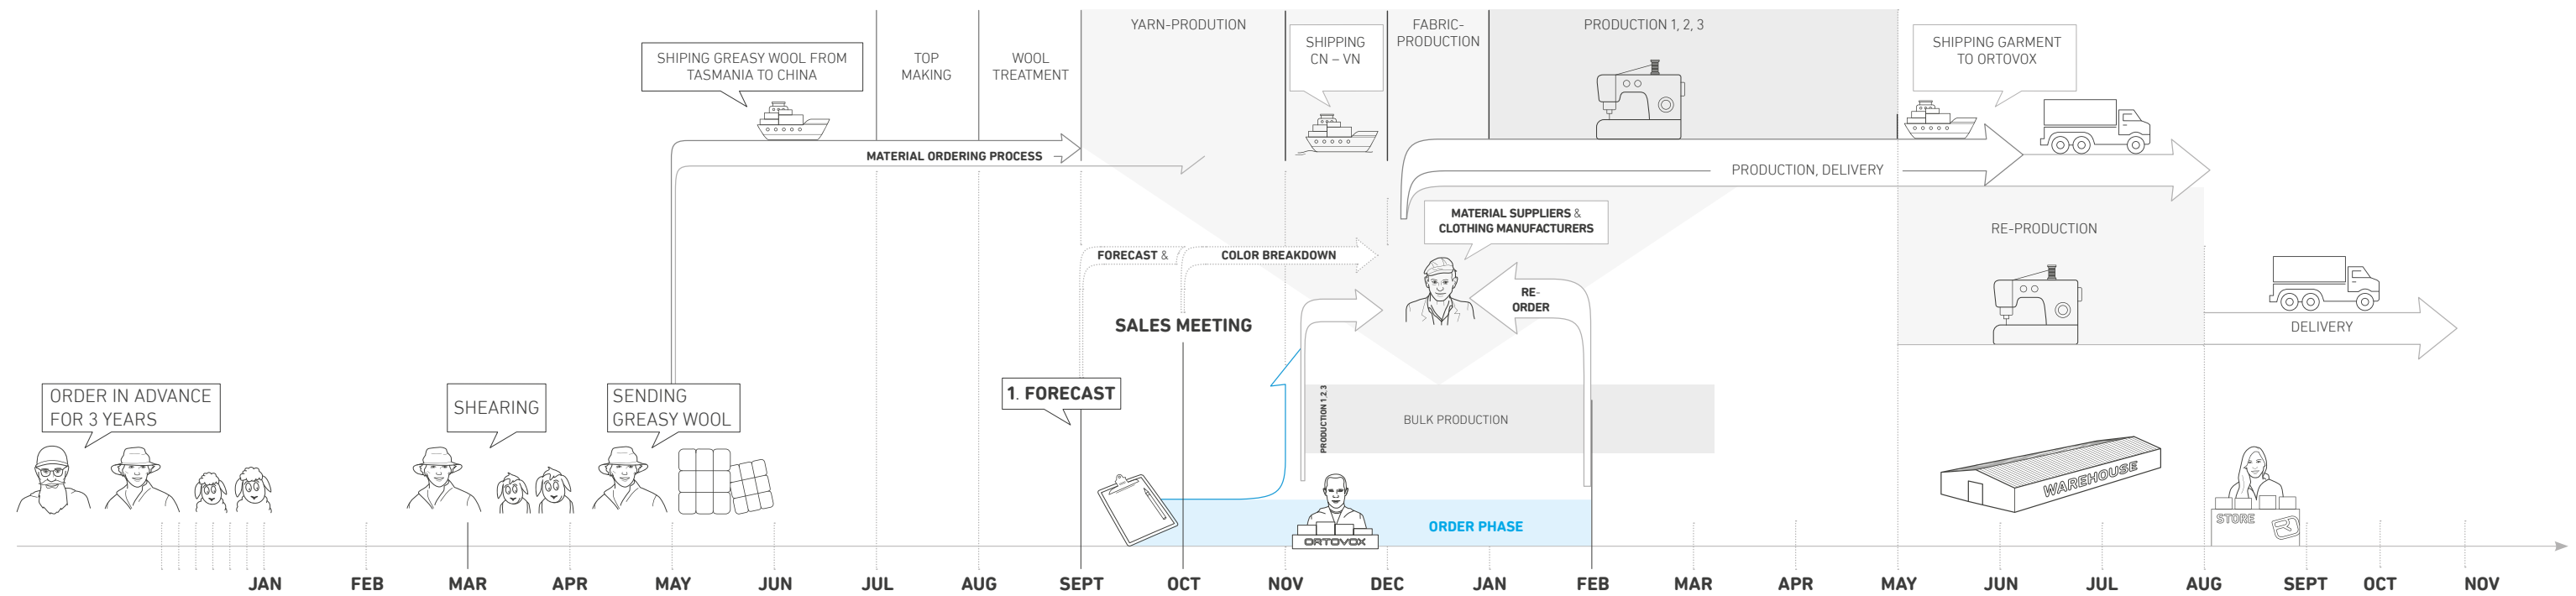 YARN-PRODUTION
FABRIC-
PRODUCTION
PRODUCTION 1, 2, 3
SHIPING GREASY WOOL FROM
TASMANIA TO CHINA
TOP
MAKING
WOOL
TREATMENT
SHIPPING
CN – VN
SHIPPING GARMENT
TO ORTOVOX
MATERIAL ORDERING PROCESS
PRODUCTION, DELIVERY
MATERIAL SUPPLIERS &
CLOTHING MANUFACTURERS
RE-PRODUCTION
FORECAST &
COLOR BREAKDOWN
RE-
ORDER
SALES MEETING
DELIVERY
ORDER IN ADVANCE
FOR 3 YEARS
SHEARING
SENDING
GREASY WOOL
1. FORECAST
PRODUCTION 1,2,3
BULK PRODUCTION
WAREHOUSE
STORE
ORDER PHASE
ORTOVOX
JAN FEB MAR APR MAY JUN JUL AUG SEPT OCT NOV DEC JAN FEB MAR APR MAY JUN JUL AUG SEPT OCT NOV